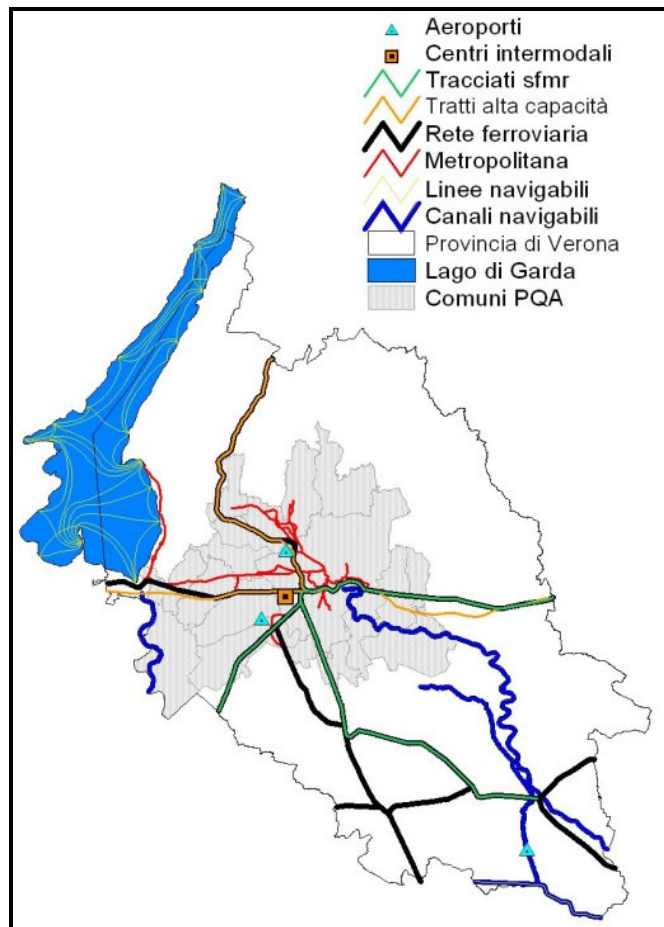 Aeroporti
Centri intermodali
Tracciati sfmr
Tratti alta capacità
Rete ferroviaria
Metropolitana
Linee navigabili
Canali navigabili
Provincia di Verona
Lago di Garda
Comuni PQA